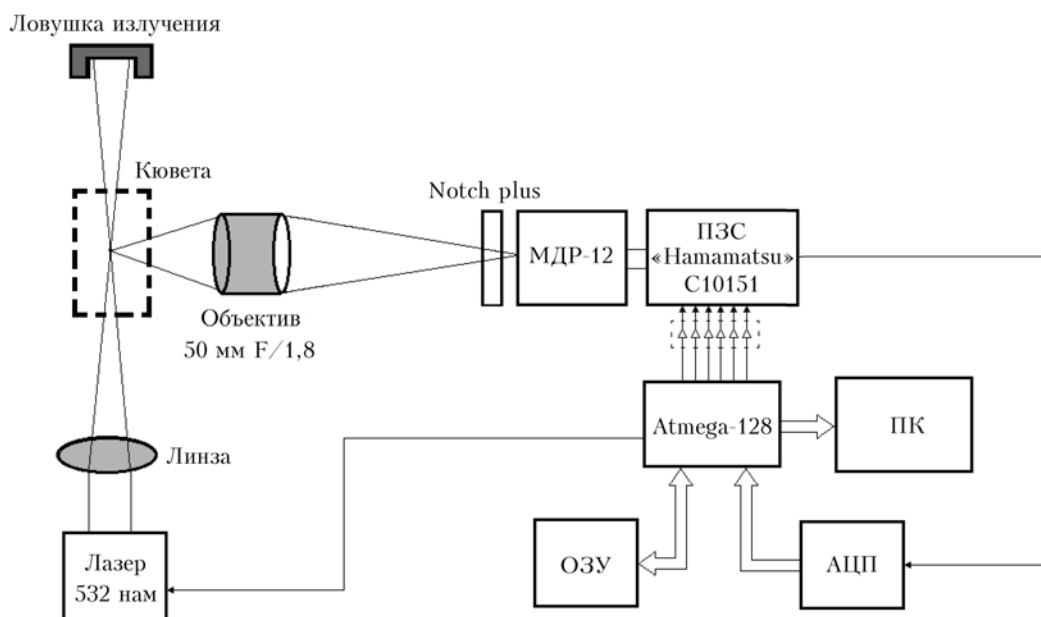 Ловушка излучения
Кювета
Notch plus
МДР-12
ПЗС
«Hamamatsu»
C10151
Объектив
50 мм F/1,8
Atmega-128
ПК
Линза
Лазер
532 нам
ОЗУ
АЦП